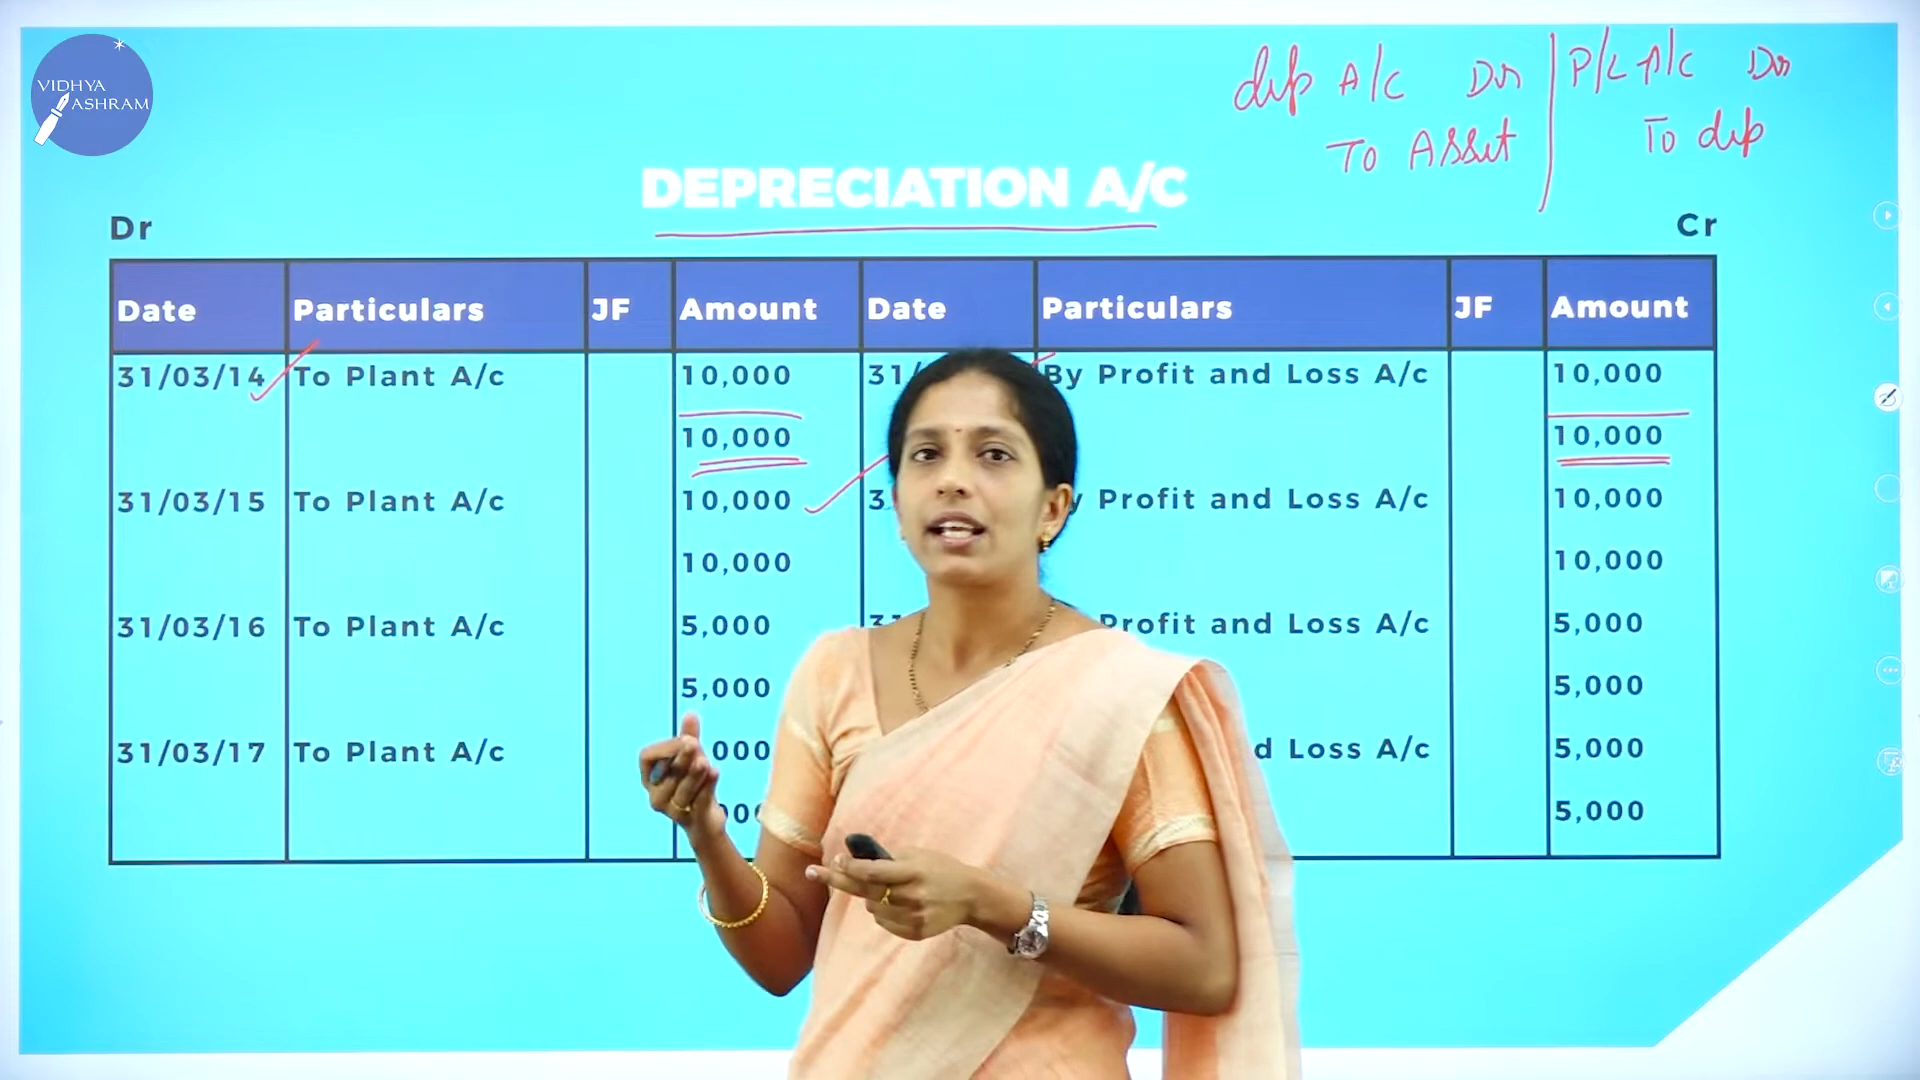 VIDHYA
ASHRAM
dep A/c Dr | P/L A/c Dr
To Asset | To dep
DEPRECIATION A/C
Dr Cr
Date Particulars JF Amount Date Particulars JF Amount
31/03/14 To Plant A/c 10,000 31/ By Profit and Loss A/c 10,000
10,000 10,000
31/03/15 To Plant A/c 10,000 3 y Profit and Loss A/c 10,000
10,000 10,000
31/03/16 To Plant A/c 5,000 Profit and Loss A/c 5,000
5,000 5,000
31/03/17 To Plant A/c 000 d Loss A/c 5,000
5,000